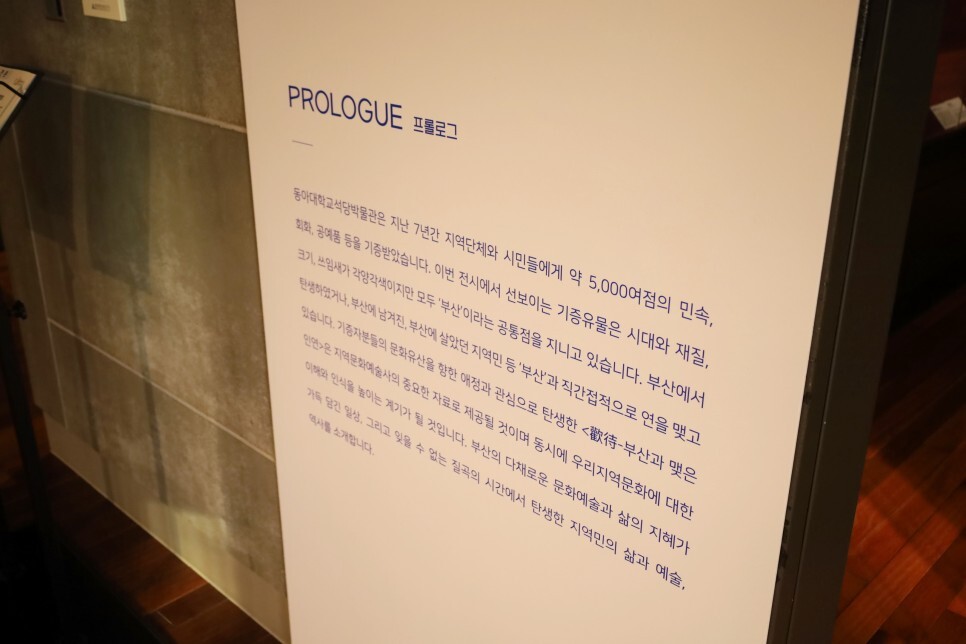 PROLOGUE 프롤로그
동아대학교석당박물관은 지난 7년간 지역단체와 시민들에게 약 5,000여점의 민속,
회화, 공예품 등을 기증받았습니다. 이번 전시에서 선보이는 기증유물은 시대와 재질,
크기, 쓰임새가 각양각색이지만 모두 '부산'이라는 공통점을 지니고 있습니다. 부산에서
탄생하였거나, 부산에 남겨진, 부산에 살았던 지역민 등 '부산'과 직간접적으로 연을 맺고
있습니다. 기증자분들의 문화유산을 향한 애정과 관심으로 탄생한 <歡待-부산과 맺은
인연>은 지역문화예술사의 중요한 자료로 제공될 것이며 동시에 우리지역문화에 대한
이해와 인식을 높이는 계기가 될 것입니다. 부산의 다채로운 문화예술과 삶의 지혜가
가득 담긴 일상, 그리고 잊을 수 없는 질곡의 시간에서 탄생한 지역민의 삶과 예술,
역사를 소개합니다.